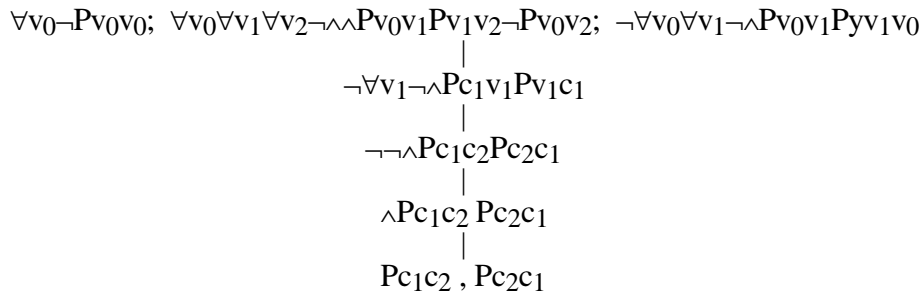 ∀v₀¬Pv₀v₀; ∀v₀∀v₁∀v₂¬∧∧Pv₀v₁Pv₁v₂¬Pv₀v₂; ¬∀v₀∀v₁¬∧Pv₀v₁Pyv₁v₀
¬∀v₁¬∧Pc₁v₁Pv₁c₁
¬¬∧Pc₁c₂Pc₂c₁
∧Pc₁c₂ Pc₂c₁
Pc₁c₂ , Pc₂c₁